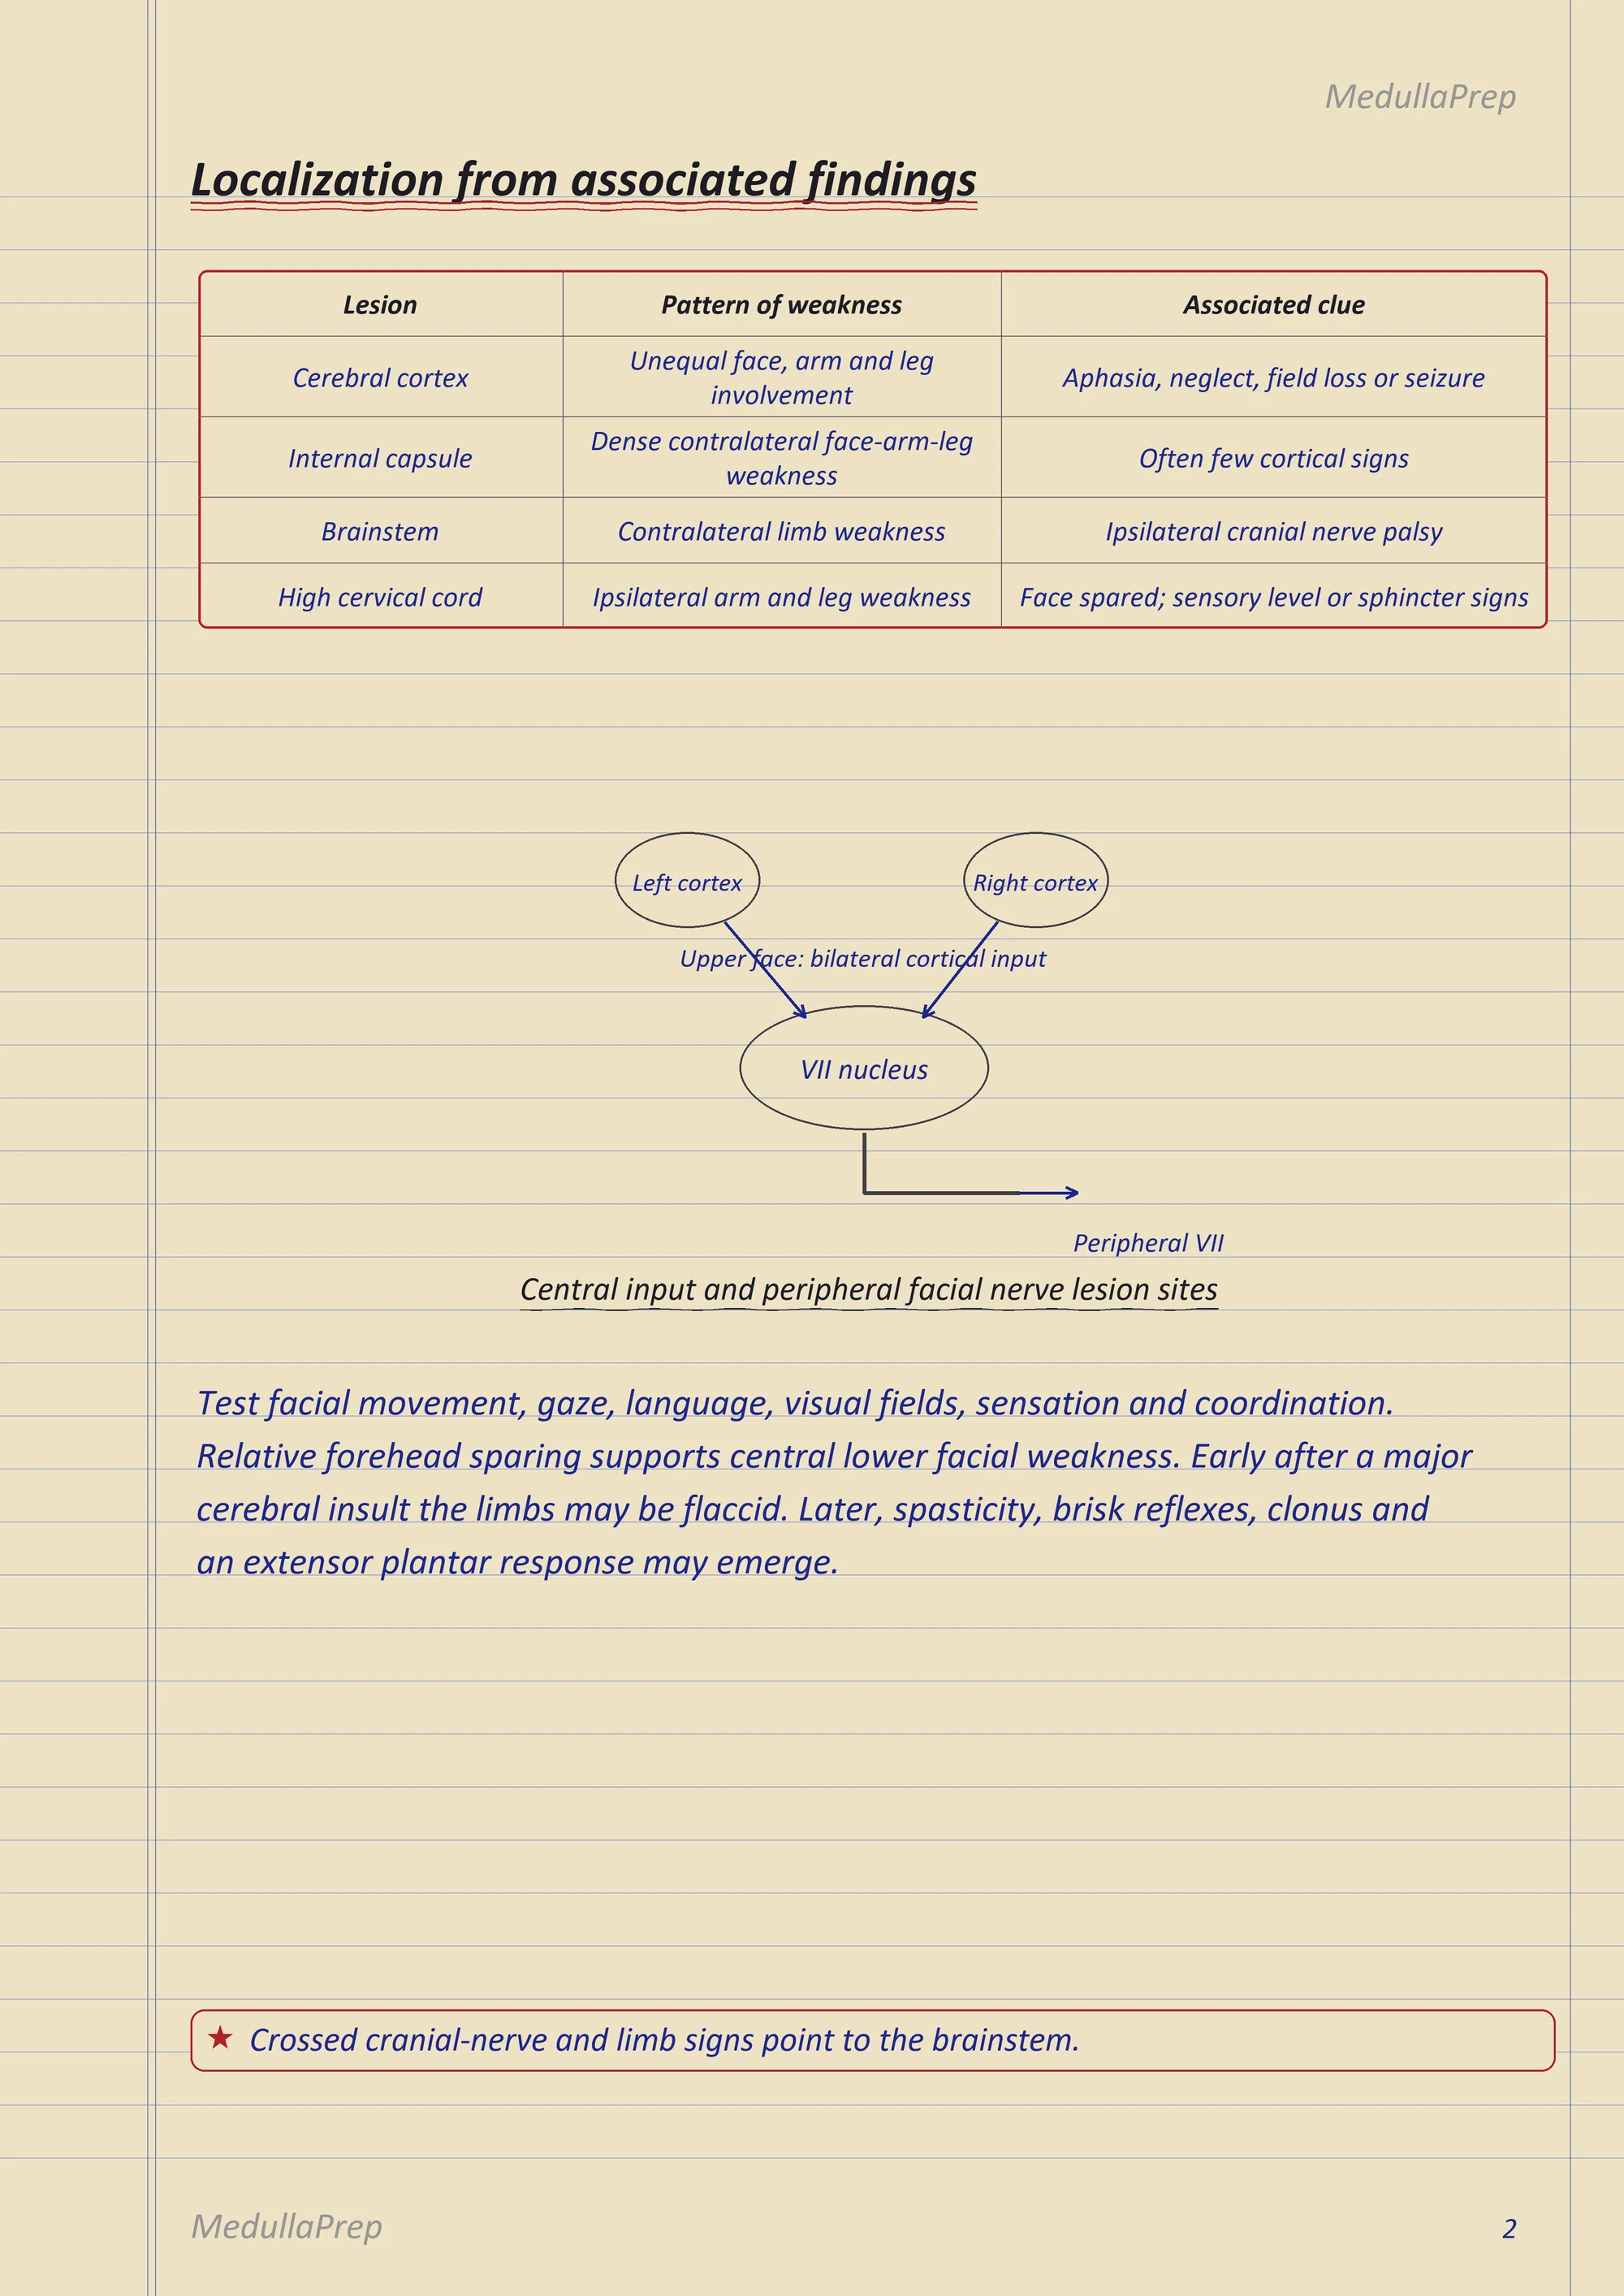 MedullaPrep
Localization from associated findings
Lesion
Pattern of weakness
Associated clue
Cerebral cortex
Unequal face, arm and leg
involvement
Aphasia, neglect, field loss or seizure
Internal capsule
Dense contralateral face-arm-leg
weakness
Often few cortical signs
Brainstem
Contralateral limb weakness
Ipsilateral cranial nerve palsy
High cervical cord
Ipsilateral arm and leg weakness
Face spared; sensory level or sphincter signs
Left cortex
Right cortex
Upper face: bilateral cortical input
VII nucleus
Peripheral VII
Central input and peripheral facial nerve lesion sites
Test facial movement, gaze, language, visual fields, sensation and coordination.
Relative forehead sparing supports central lower facial weakness. Early after a major
cerebral insult the limbs may be flaccid. Later, spasticity, brisk reflexes, clonus and
an extensor plantar response may emerge.
★ Crossed cranial-nerve and limb signs point to the brainstem.
MedullaPrep
2